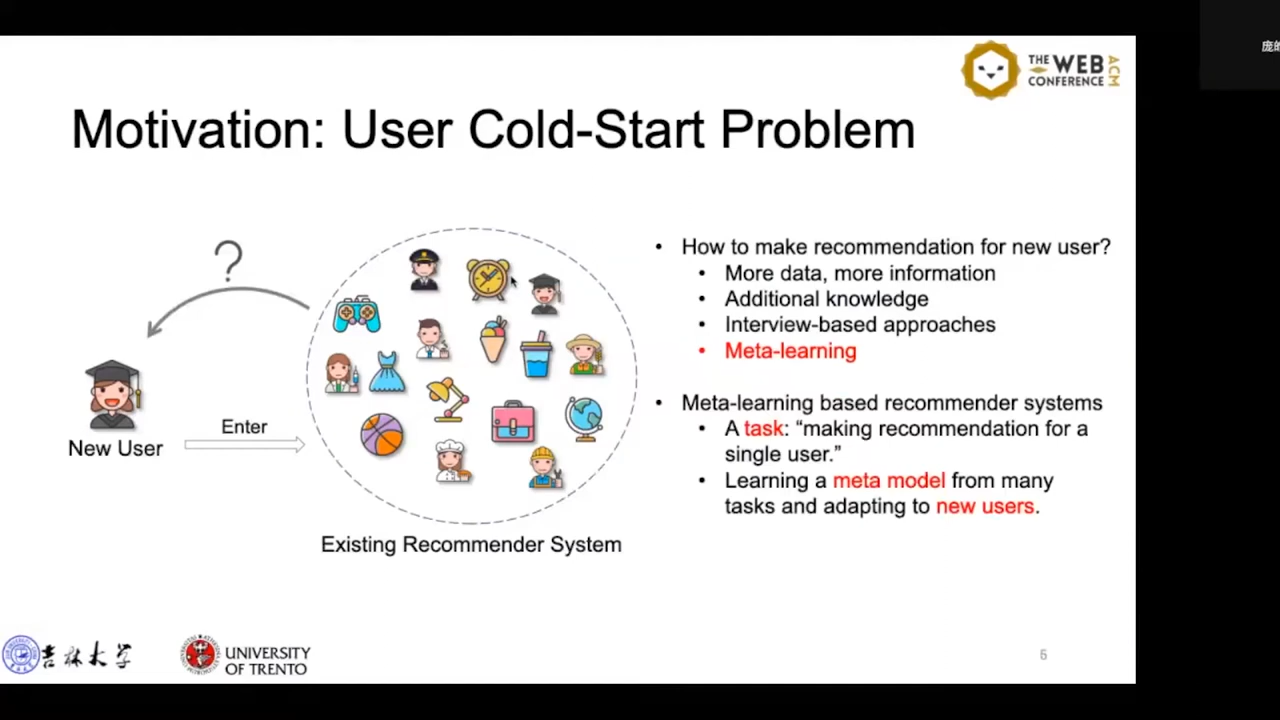 THE WEB
CONFERENCE
ACM
Motivation: User Cold-Start Problem
?
New User
Enter
Existing Recommender System
• How to make recommendation for new user?
• More data, more information
• Additional knowledge
• Interview-based approaches
• Meta-learning
• Meta-learning based recommender systems
• A task: “making recommendation for a
single user.”
• Learning a meta model from many
tasks and adapting to new users.
吉林大学
UNIVERSITY
OF TRENTO
5